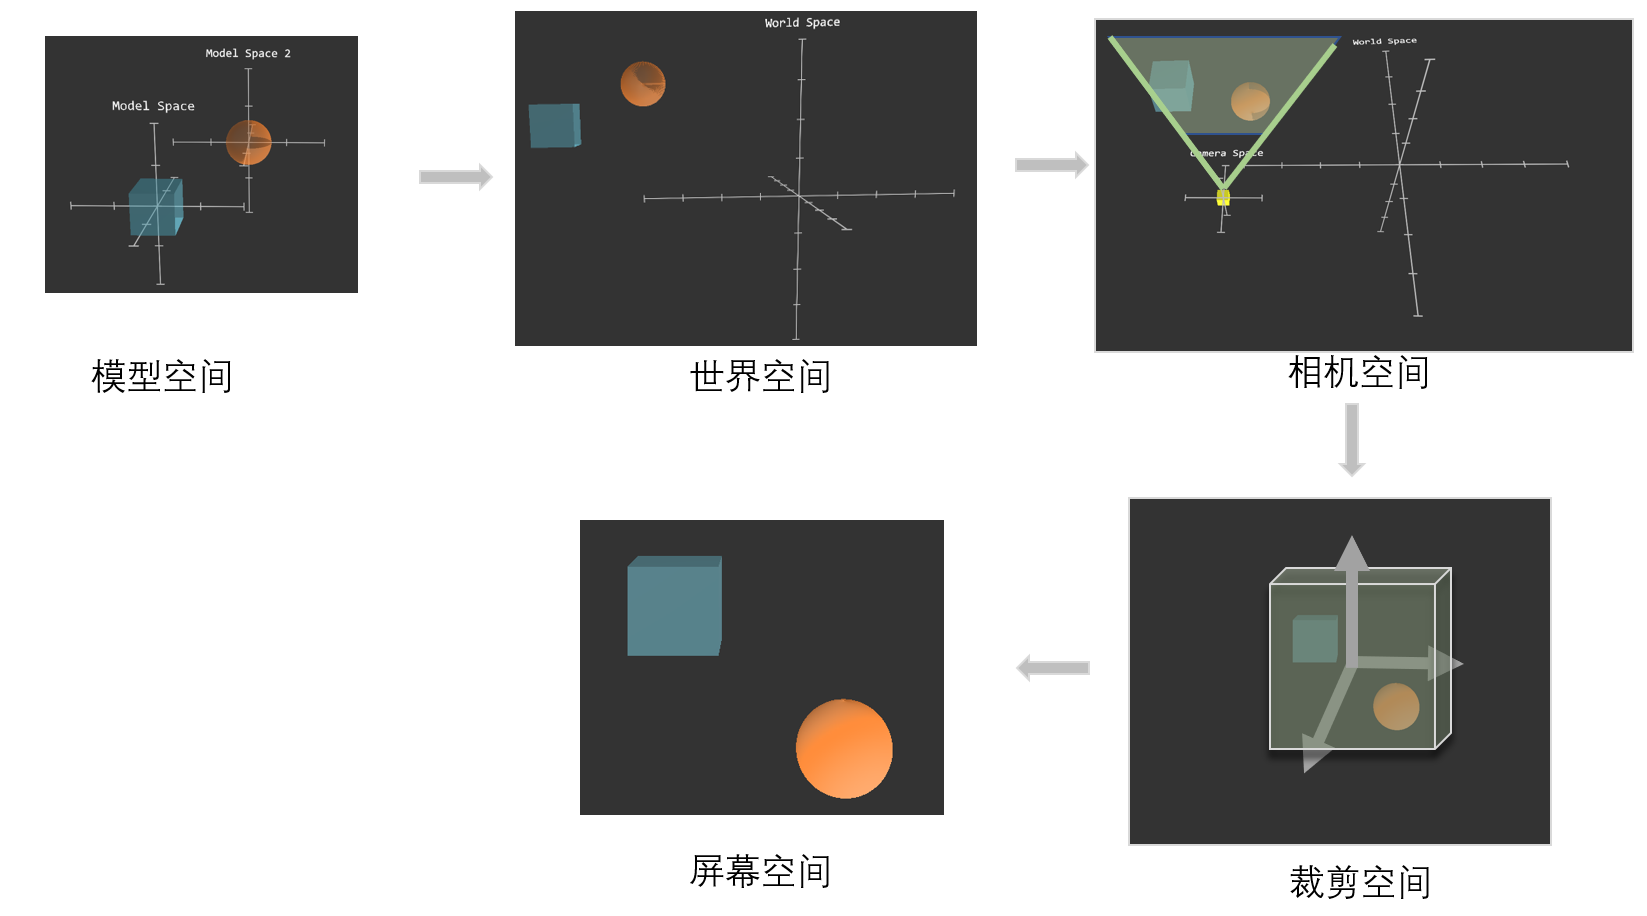 Model Space 2
Model Space
模型空间
World Space
世界空间
World Space
Camera Space
相机空间
屏幕空间
裁剪空间